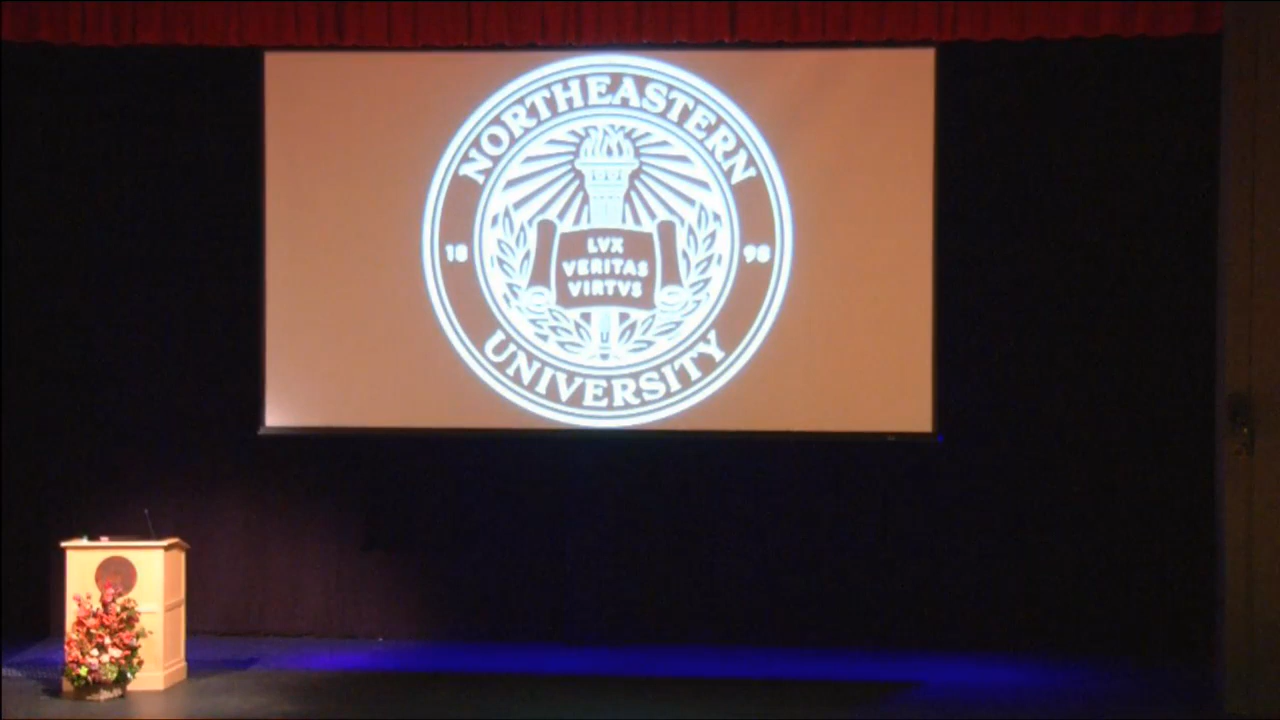 NORTHEASTERN
18 98
LVX
VERITAS
VIRTVS
UNIVERSITY